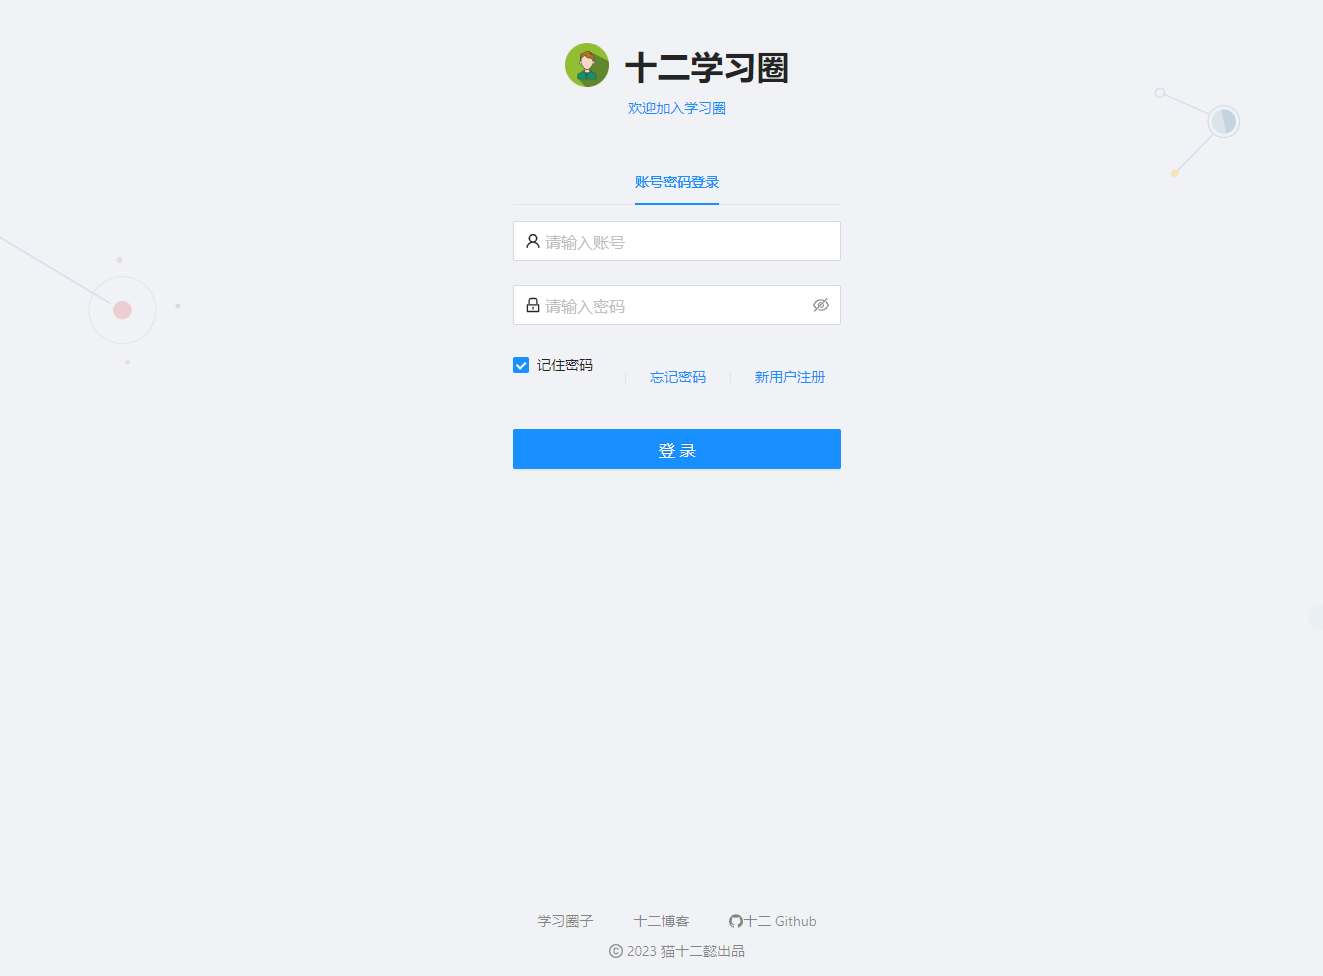 十二学习圈
欢迎加入学习圈
账号密码登录
请输入账号
请输入密码
记住密码
忘记密码
新用户注册
登 录
学习圈子 十二博客 十二 Github
© 2023 猫十二懿出品